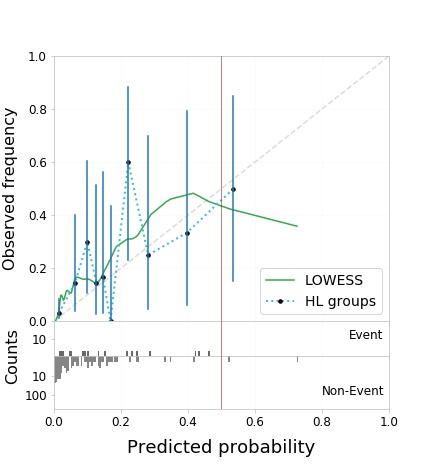 1.0
0.8
0.6
0.4
0.2
0.0
Observed frequency
LOWESS
HL groups
Event
10
Counts
10
100
Non-Event
0.0 0.2 0.4 0.6 0.8 1.0
Predicted probability